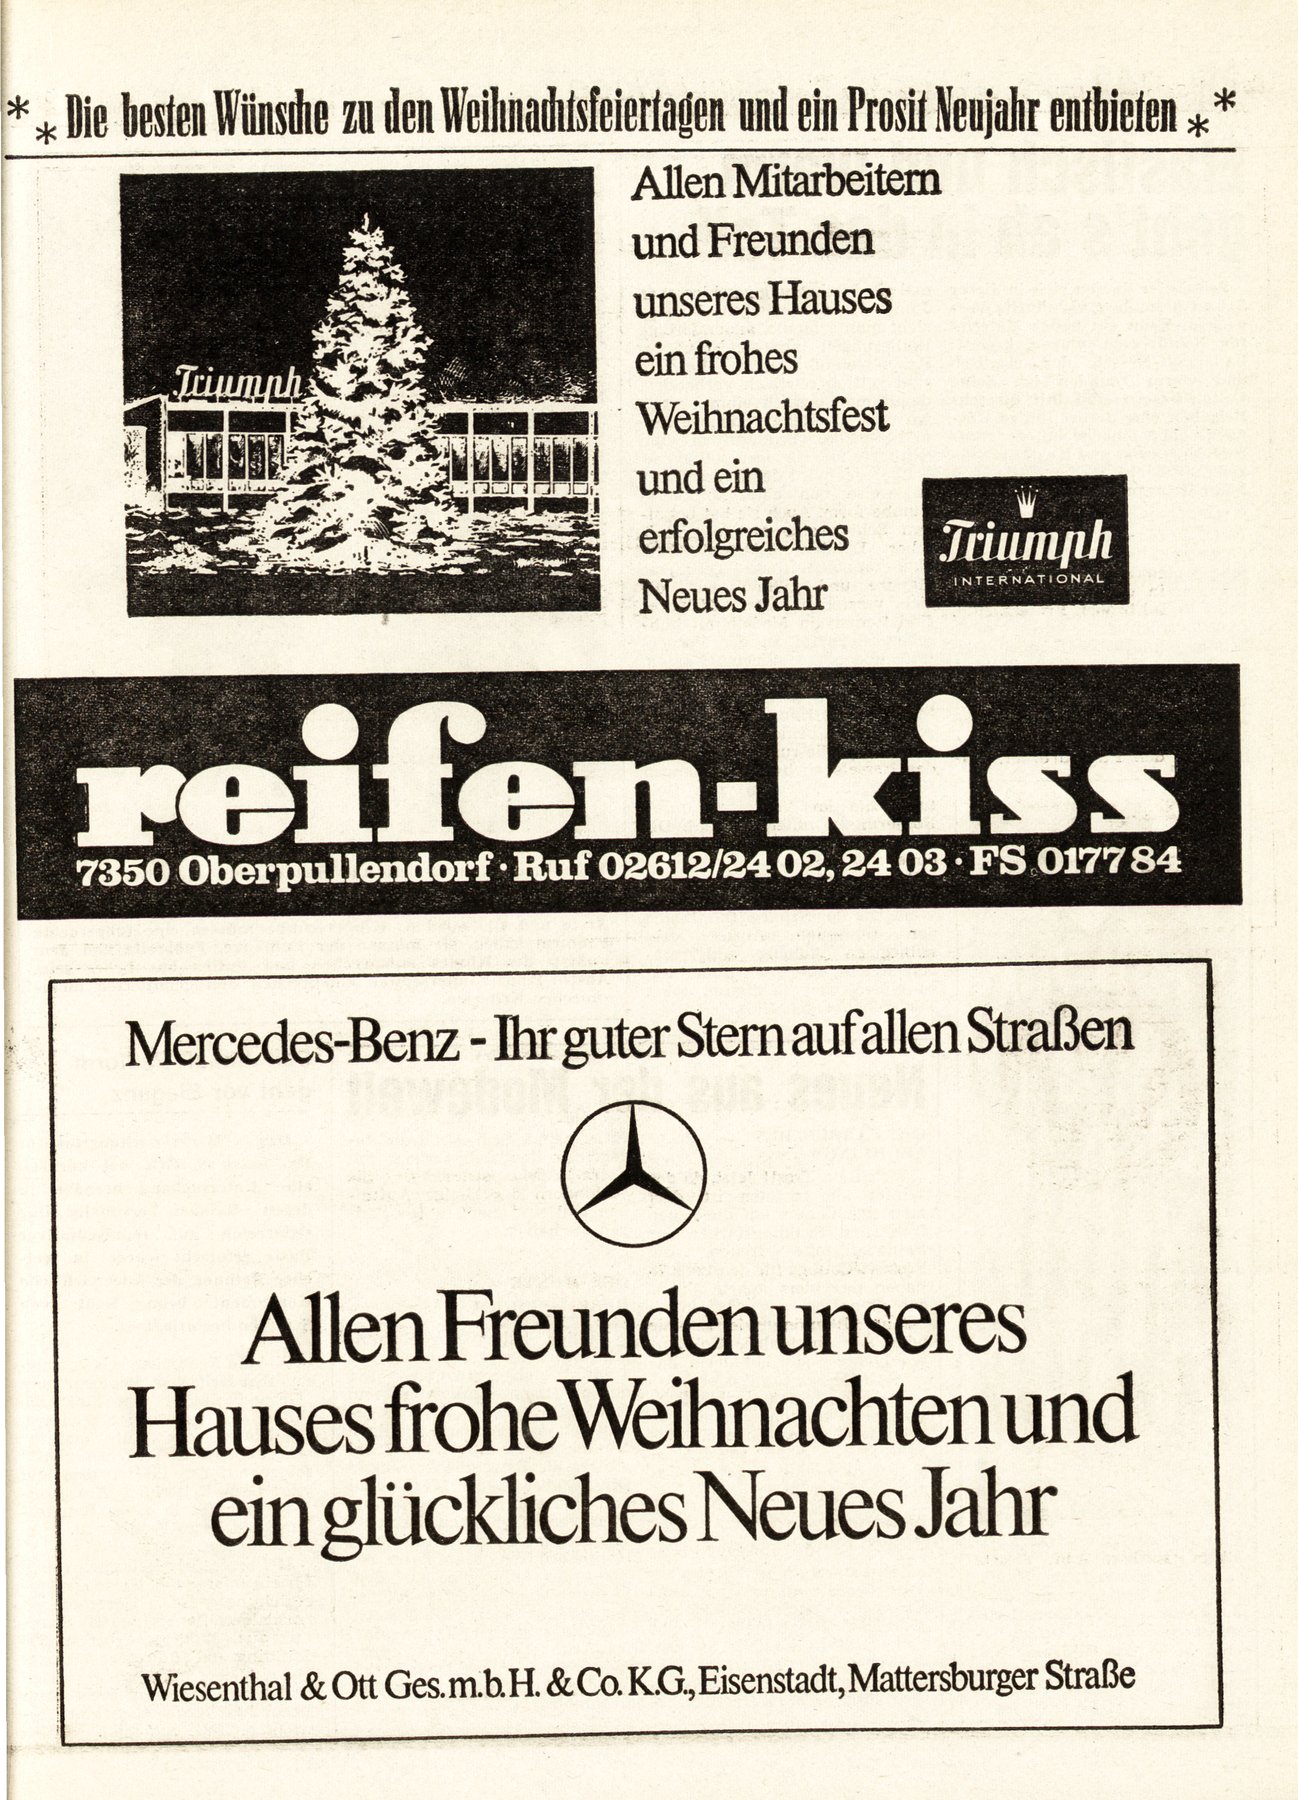 * * Die besten Wünsche zu den Weihnachtsfeiertagen und ein Prosit Neujahr entbieten * *
Triumph
Allen Mitarbeitern
und Freunden
unseres Hauses
ein frohes
Weihnachtsfest
und ein
erfolgreiches
Neues Jahr
Triumph
INTERNATIONAL
reifen-kiss
7350 Oberpullendorf · Ruf 02612/24 02, 24 03 · FS 0177 84
Mercedes-Benz - Ihr guter Stern auf allen Straßen
Allen Freunden unseres
Hauses frohe Weihnachten und
ein glückliches Neues Jahr
Wiesenthal & Ott Ges.m.b.H. & Co. K.G., Eisenstadt, Mattersburger Straße